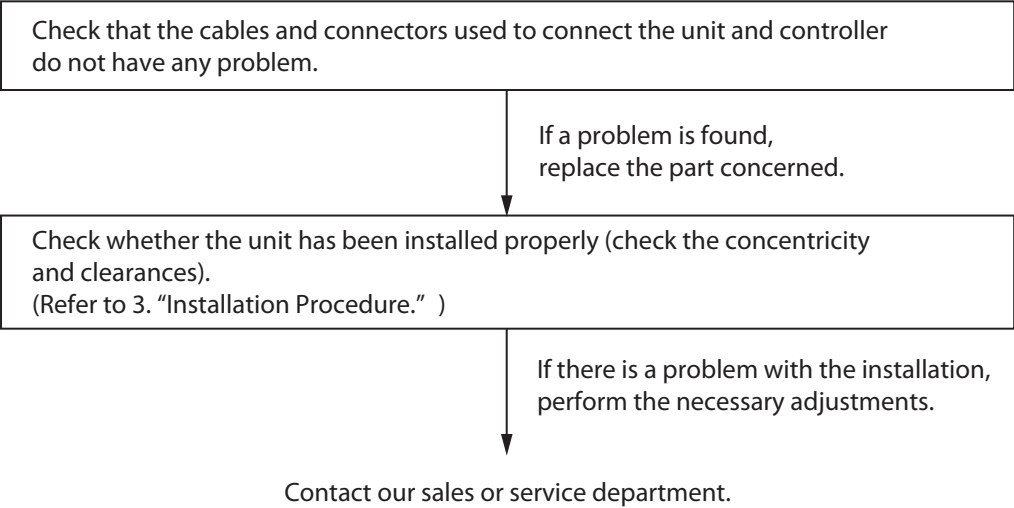 Check that the cables and connectors used to connect the unit and controller
do not have any problem.
If a problem is found,
replace the part concerned.
Check whether the unit has been installed properly (check the concentricity
and clearances).
(Refer to 3. “Installation Procedure.” )
If there is a problem with the installation,
perform the necessary adjustments.
Contact our sales or service department.